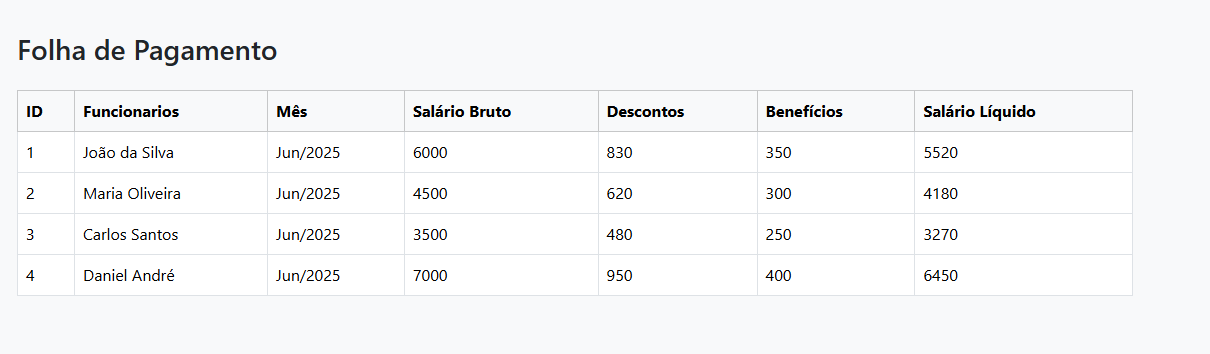 Folha de Pagamento
ID Funcionarios Mês Salário Bruto Descontos Benefícios Salário Líquido
1 João da Silva Jun/2025 6000 830 350 5520
2 Maria Oliveira Jun/2025 4500 620 300 4180
3 Carlos Santos Jun/2025 3500 480 250 3270
4 Daniel André Jun/2025 7000 950 400 6450